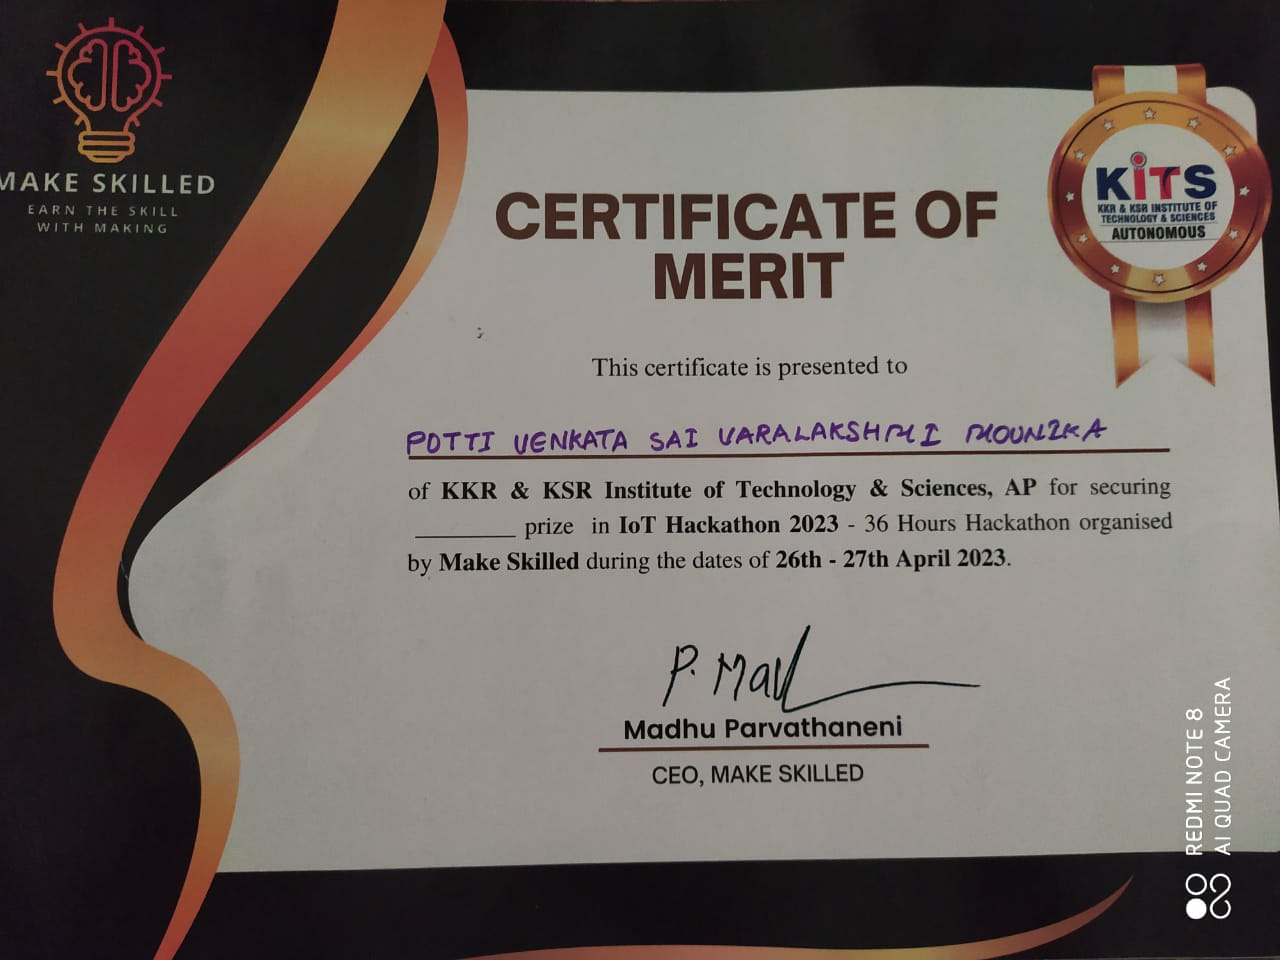 MAKE SKILLED
EARN THE SKILL
WITH MAKING
KiTS
KKR & KSR INSTITUTE OF
TECHNOLOGY & SCIENCES
AUTONOMOUS
CERTIFICATE OF
MERIT
This certificate is presented to
POTTI VENKATA SAI VARALAKSHMI MOUNIKA
of KKR & KSR Institute of Technology & Sciences, AP for securing
________ prize in IoT Hackathon 2023 - 36 Hours Hackathon organised
by Make Skilled during the dates of 26th - 27th April 2023.
P. Mad
Madhu Parvathaneni
CEO, MAKE SKILLED
REDMI NOTE 8
AI QUAD CAMERA